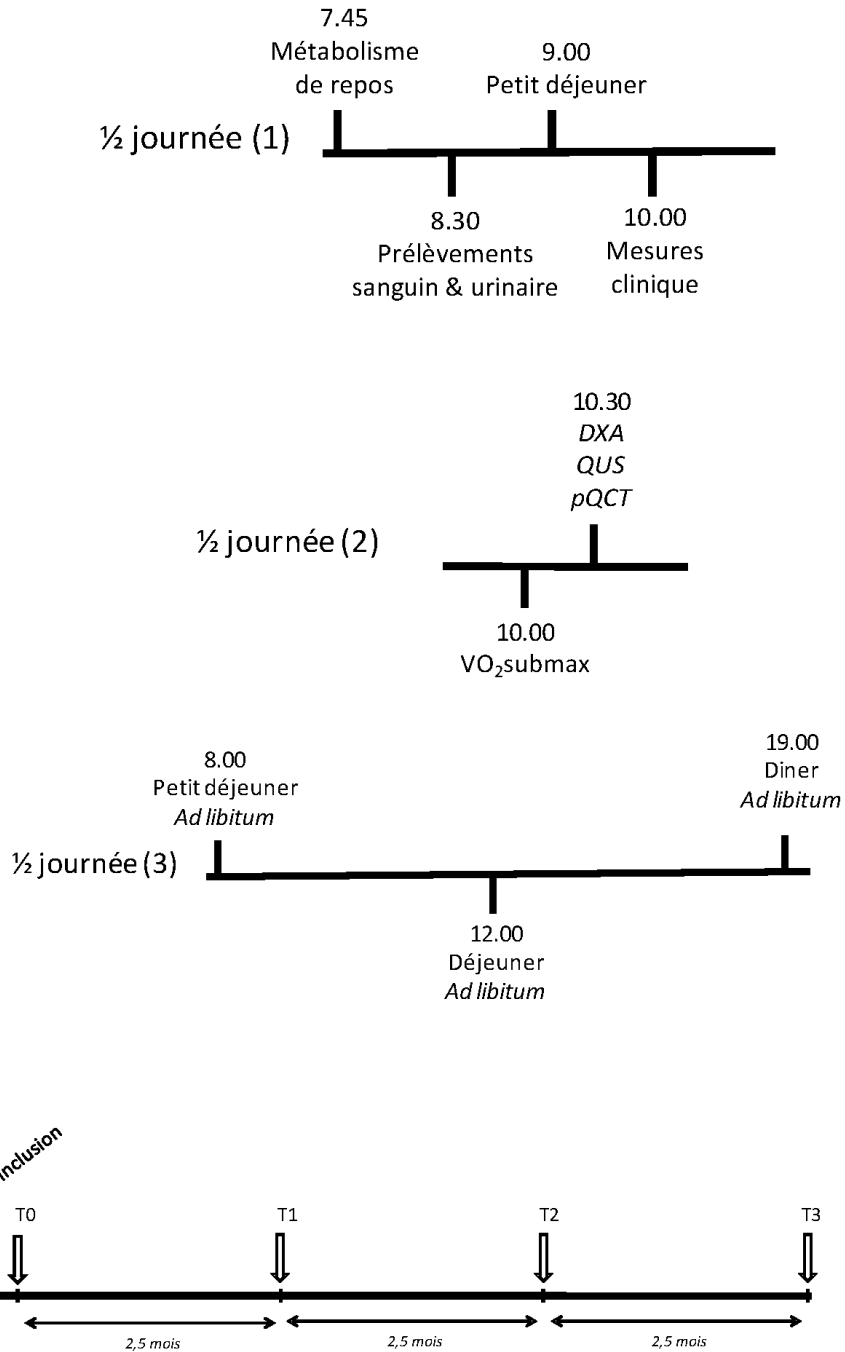 7.45
Métabolisme
de repos
9.00
Petit déjeuner
½ journée (1)
8.30
Prélèvements
sanguin & urinaire
10.00
Mesures
clinique
10.30
DXA
QUS
pQCT
½ journée (2)
10.00
VO₂submax
8.00
Petit déjeuner
Ad libitum
19.00
Diner
Ad libitum
½ journée (3)
12.00
Déjeuner
Ad libitum
inclusion
T0
T1
T2
T3
2,5 mois
2,5 mois
2,5 mois